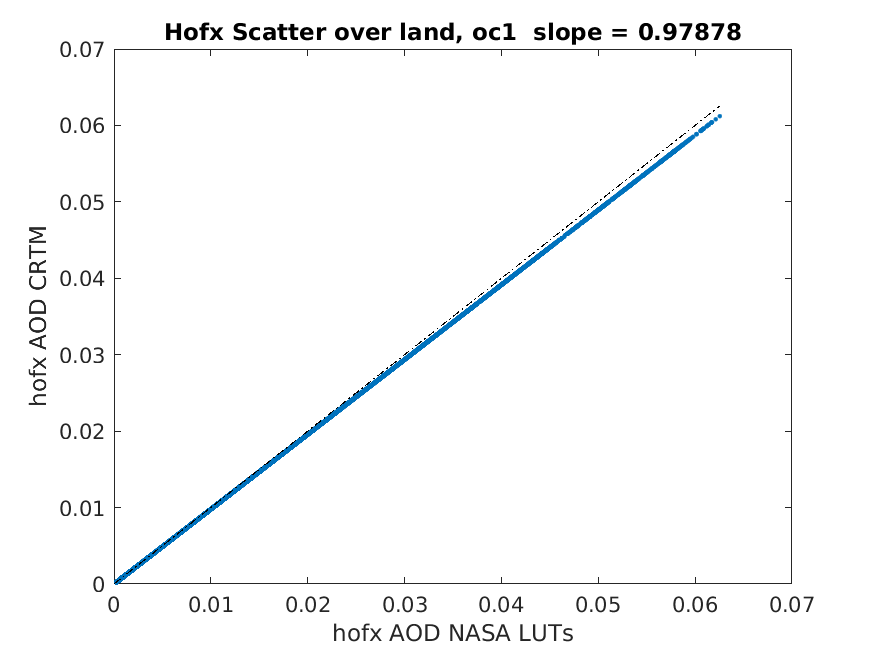 Hofx Scatter over land, oc1  slope = 0.97878
hofx AOD CRTM
0.07
0.06
0.05
0.04
0.03
0.02
0.01
0
0 0.01 0.02 0.03 0.04 0.05 0.06 0.07
hofx AOD NASA LUTs